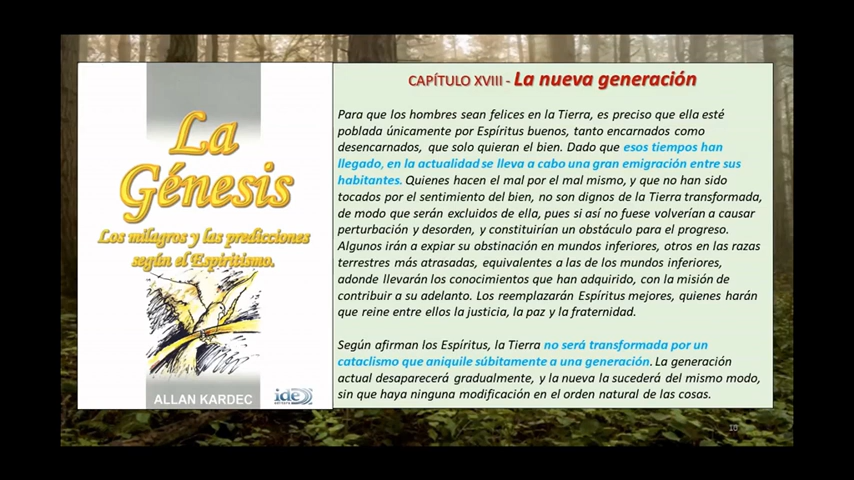 La
Génesis
Los milagros y las predicciones
según el Espiritismo.
ALLAN KARDEC
ide
CAPÍTULO XVIII - La nueva generación
Para que los hombres sean felices en la Tierra, es preciso que ella esté
poblada únicamente por Espíritus buenos, tanto encarnados como
desencarnados, que solo quieran el bien. Dado que esos tiempos han
llegado, en la actualidad se lleva a cabo una gran emigración entre sus
habitantes. Quienes hacen el mal por el mal mismo, y que no han sido
tocados por el sentimiento del bien, no son dignos de la Tierra transformada,
de modo que serán excluidos de ella, pues si así no fuese volverían a causar
perturbación y desorden, y constituirían un obstáculo para el progreso.
Algunos irán a expiar su obstinación en mundos inferiores, otros en las razas
terrestres más atrasadas, equivalentes a las de los mundos inferiores,
adonde llevarán los conocimientos que han adquirido, con la misión de
contribuir a su adelanto. Los reemplazarán Espíritus mejores, quienes harán
que reine entre ellos la justicia, la paz y la fraternidad.
Según afirman los Espíritus, la Tierra no será transformada por un
cataclismo que aniquile súbitamente a una generación. La generación
actual desaparecerá gradualmente, y la nueva la sucederá del mismo modo,
sin que haya ninguna modificación en el orden natural de las cosas.